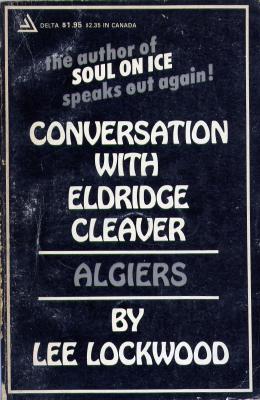 DELTA $1.95 $2.35 IN CANADA
the author of
SOUL ON ICE
speaks out again!
CONVERSATION
WITH
ELDRIDGE
CLEAVER
ALGIERS
BY
LEE LOCKWOOD